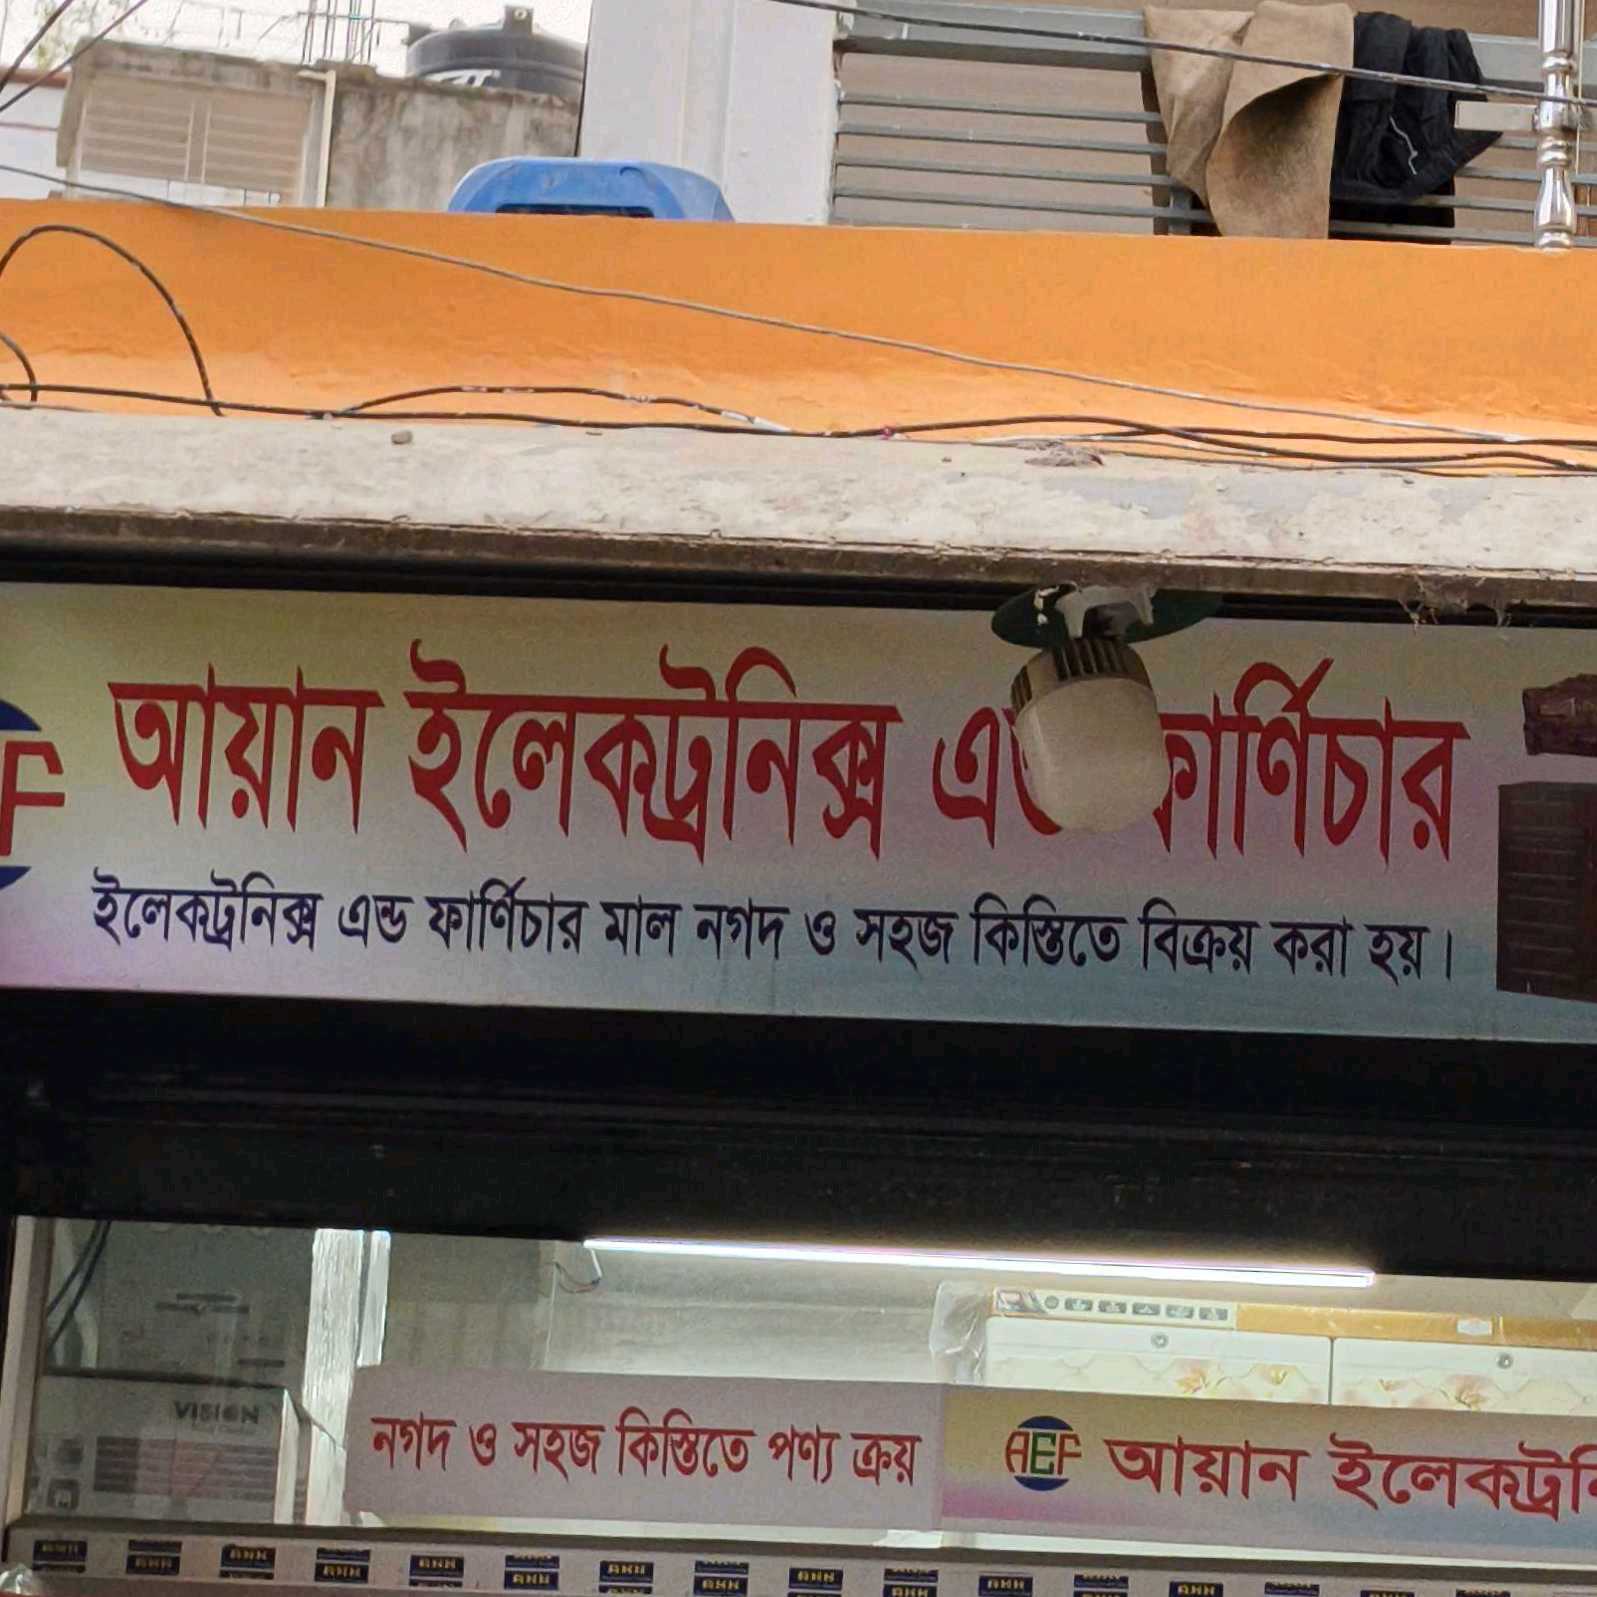 আয়ান ইলেকট্রনিক্স এন্ড ফার্ণিচার
ইলেকট্রনিক্স এন্ড ফার্ণিচার মাল নগদ ও সহজ কিস্তিতে বিক্রয় করা হয়।
VISION
নগদ ও সহজ কিস্তিতে পণ্য ক্রয়
AEF আয়ান ইলেকট্রনি